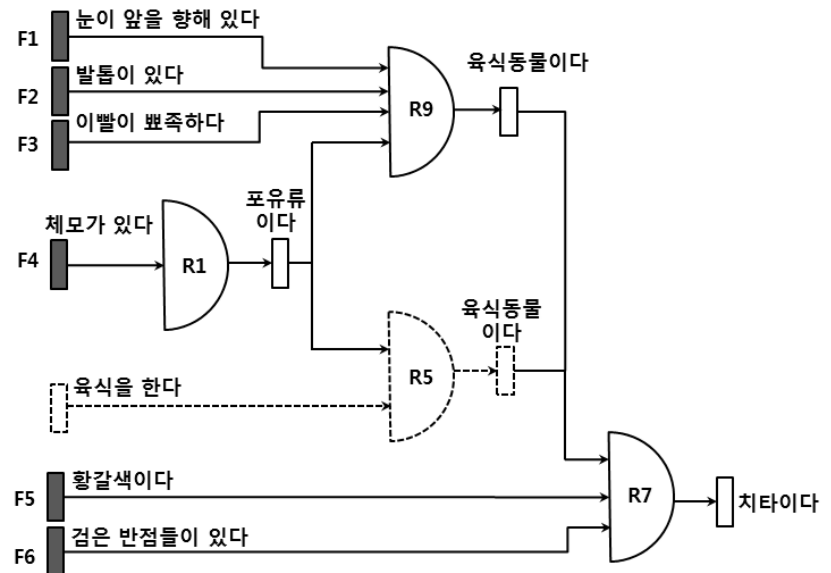 눈이 앞을 향해 있다
F1
발톱이 있다
F2
이빨이 뾰족하다
F3
R9
육식동물이다
체모가 있다
F4
R1
포유류
이다
육식을 한다
R5
육식동물
이다
황갈색이다
F5
검은 반점들이 있다
F6
R7
치타이다